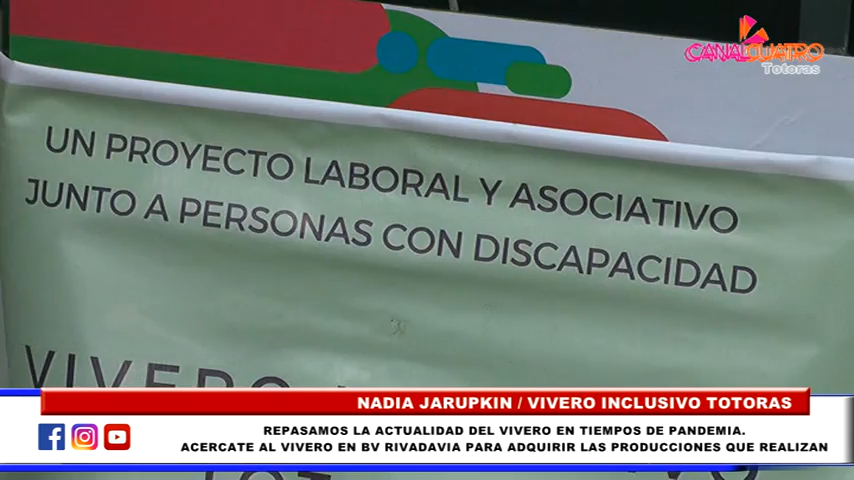 CANALCUATRO
Totoras
UN PROYECTO LABORAL Y ASOCIATIVO
JUNTO A PERSONAS CON DISCAPACIDAD
VIVERO
NADIA JARUPKIN / VIVERO INCLUSIVO TOTORAS
REPASAMOS LA ACTUALIDAD DEL VIVERO EN TIEMPOS DE PANDEMIA.
ACERCATE AL VIVERO EN BV RIVADAVIA PARA ADQUIRIR LAS PRODUCCIONES QUE REALIZAN